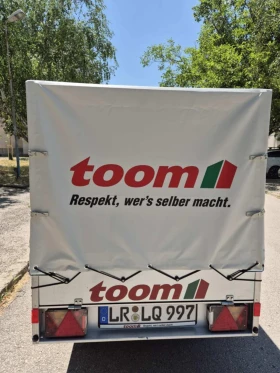 toom
Respekt, wer's selber macht.
toom
LR LQ 997